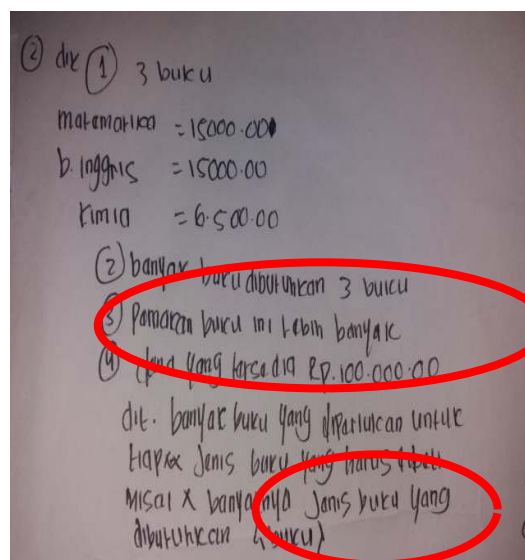 ② dik ① 3 buku
matematika = 15000.00
b. inggris = 15000.00
kimia = 6.500.00
② banyak buku dibutuhkan 3 buku
③ pamaran buku ini lebih banyak
④ dana yang tersedia Rp.100.000.00
dit. banyak buku yang diperlukan untuk
tiap jenis buku yang harus dibeli
misal x banyaknya jenis buku yang
dibutuhkan (buku)